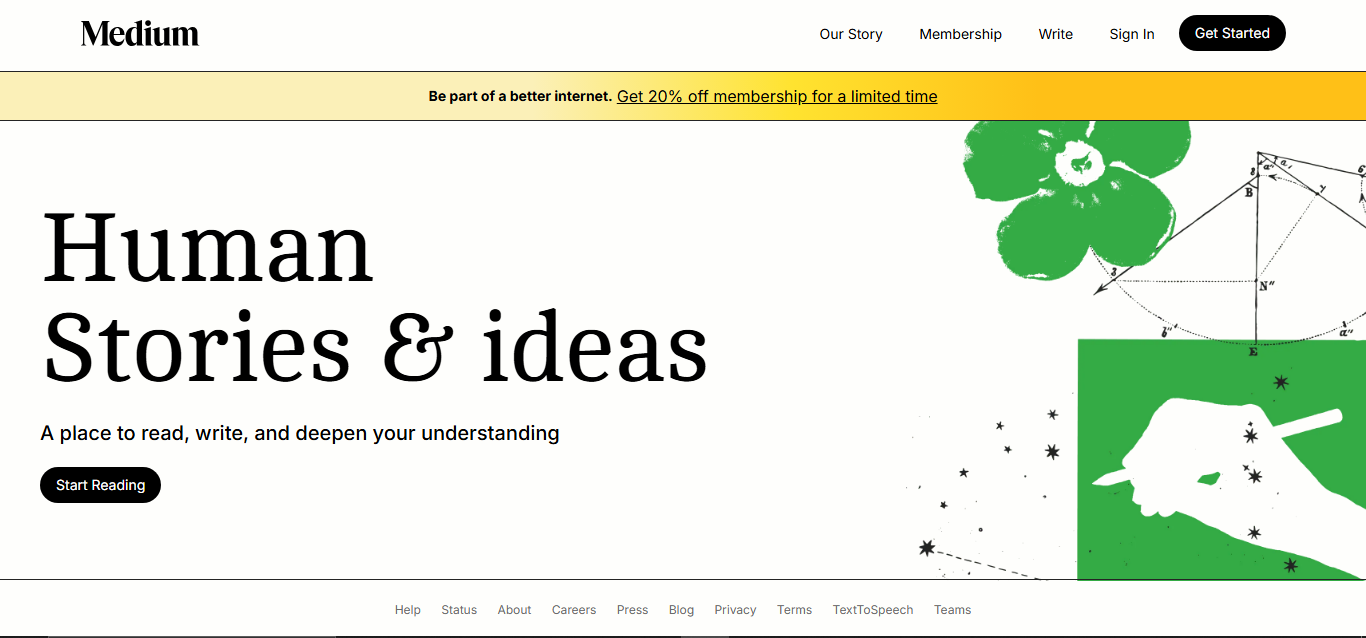 Medium
Our Story Membership Write Sign In Get Started
Be part of a better internet. Get 20% off membership for a limited time
Human
Stories & ideas
A place to read, write, and deepen your understanding
Start Reading
a" a,
B
N"
b" a"
E
Help Status About Careers Press Blog Privacy Terms TextToSpeech Teams